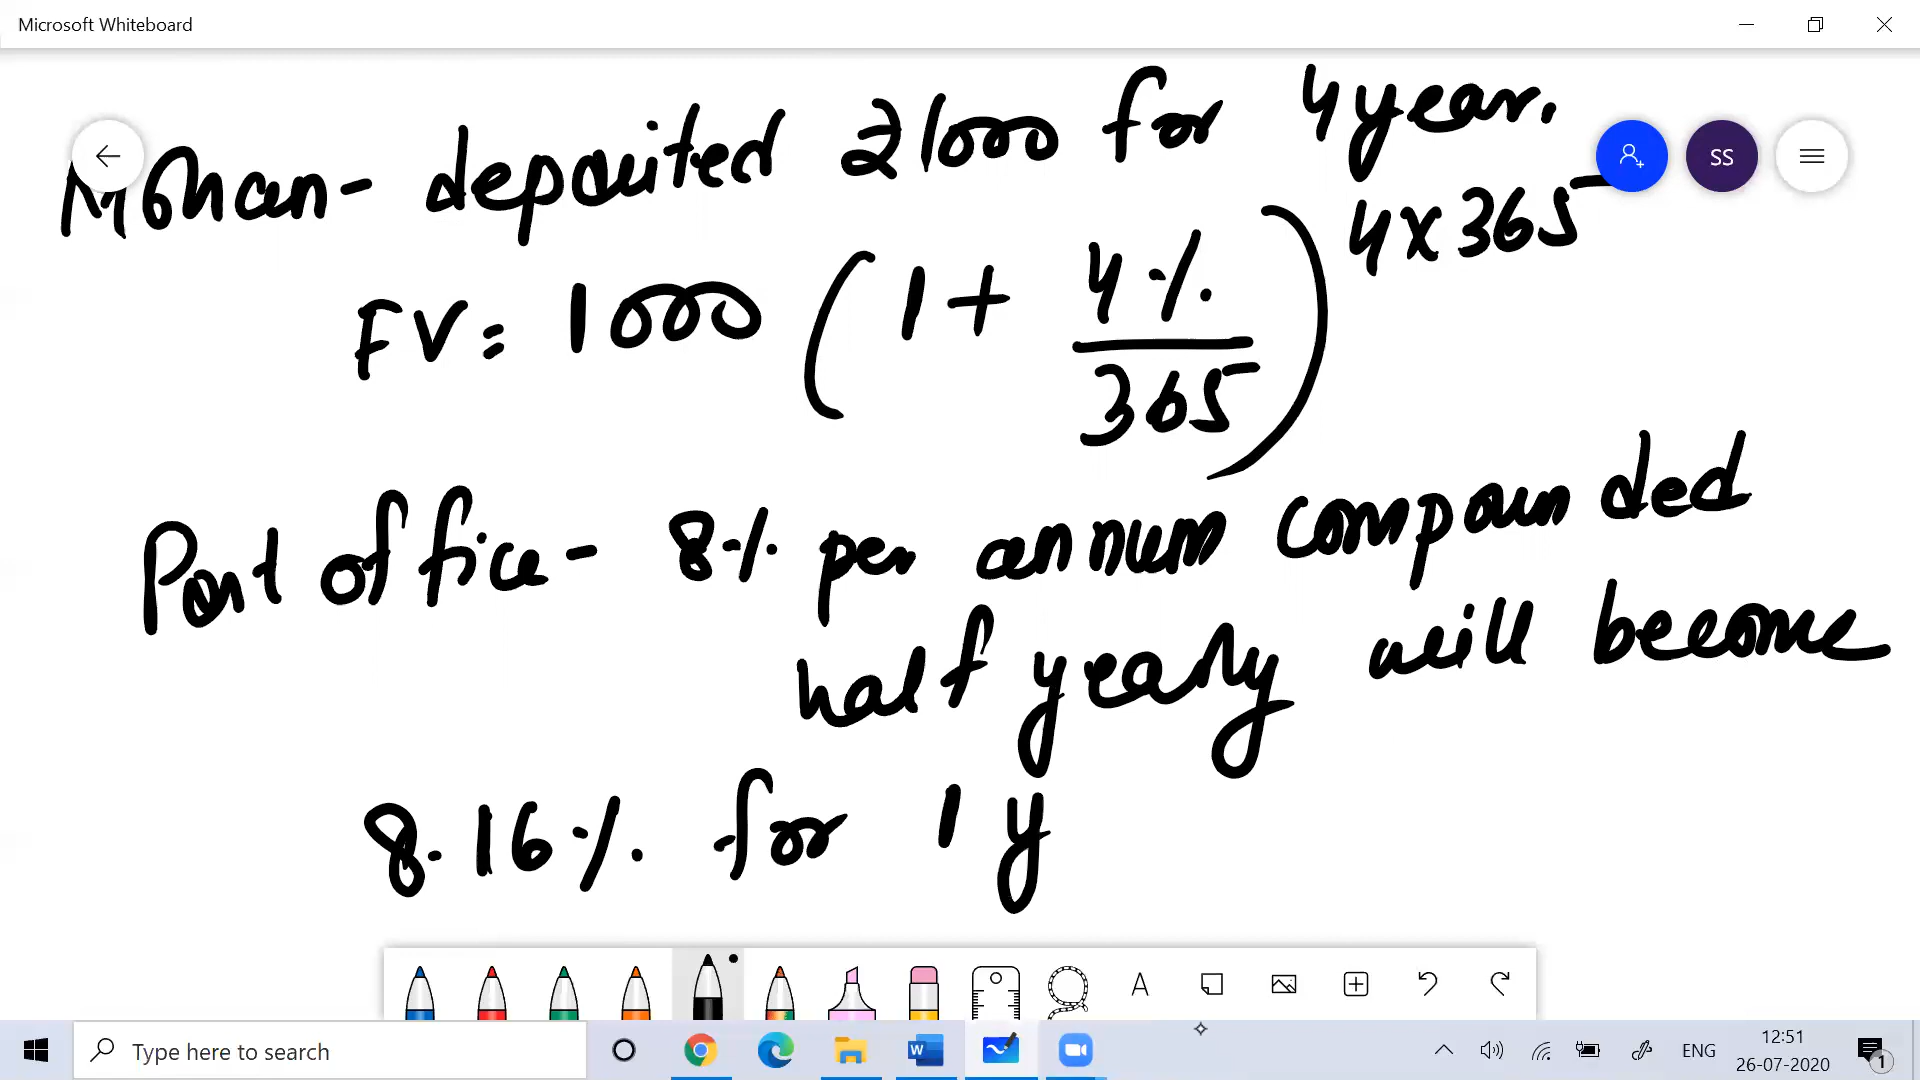 Microsoft Whiteboard
Mohan - deposited ₹1000 for 4 year.
FV = 1000 (1 + 4% / 365) 4x365
Post office - 8% per annum compounded
half yearly will become
8.16% for 1 y
SS
A
Type here to search
W
ENG
12:51
26-07-2020
1